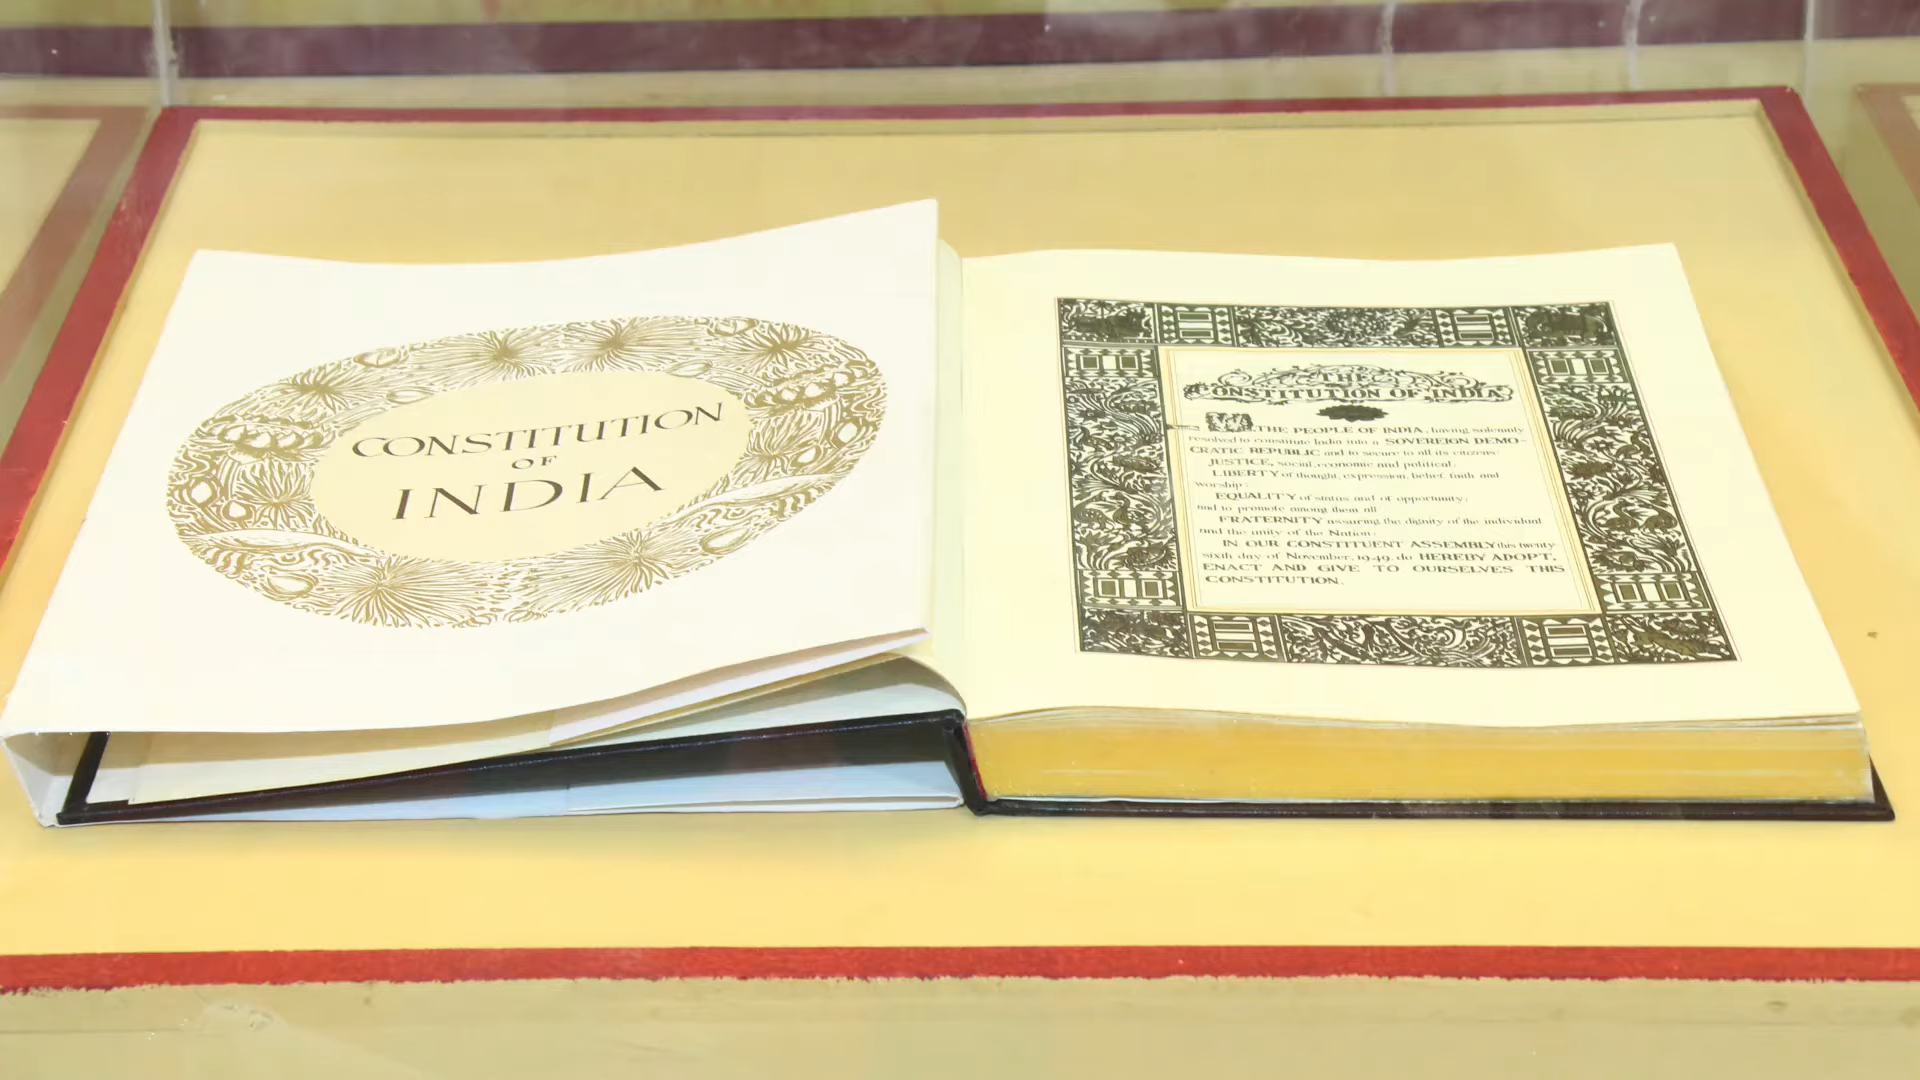 CONSTITUTION
OF
INDIA
THE
CONSTITUTION OF INDIA
WE, THE PEOPLE OF INDIA, having solemnly
resolved to constitute India into a SOVEREIGN DEMO-
CRATIC REPUBLIC and to secure to all its citizens:
JUSTICE, social, economic and political;
LIBERTY of thought, expression, belief, faith and
worship;
EQUALITY of status and of opportunity;
and to promote among them all
FRATERNITY assuring the dignity of the individual
and the unity of the Nation;
IN OUR CONSTITUENT ASSEMBLY this twenty
sixth day of November, 1949, do HEREBY ADOPT,
ENACT AND GIVE TO OURSELVES THIS
CONSTITUTION.